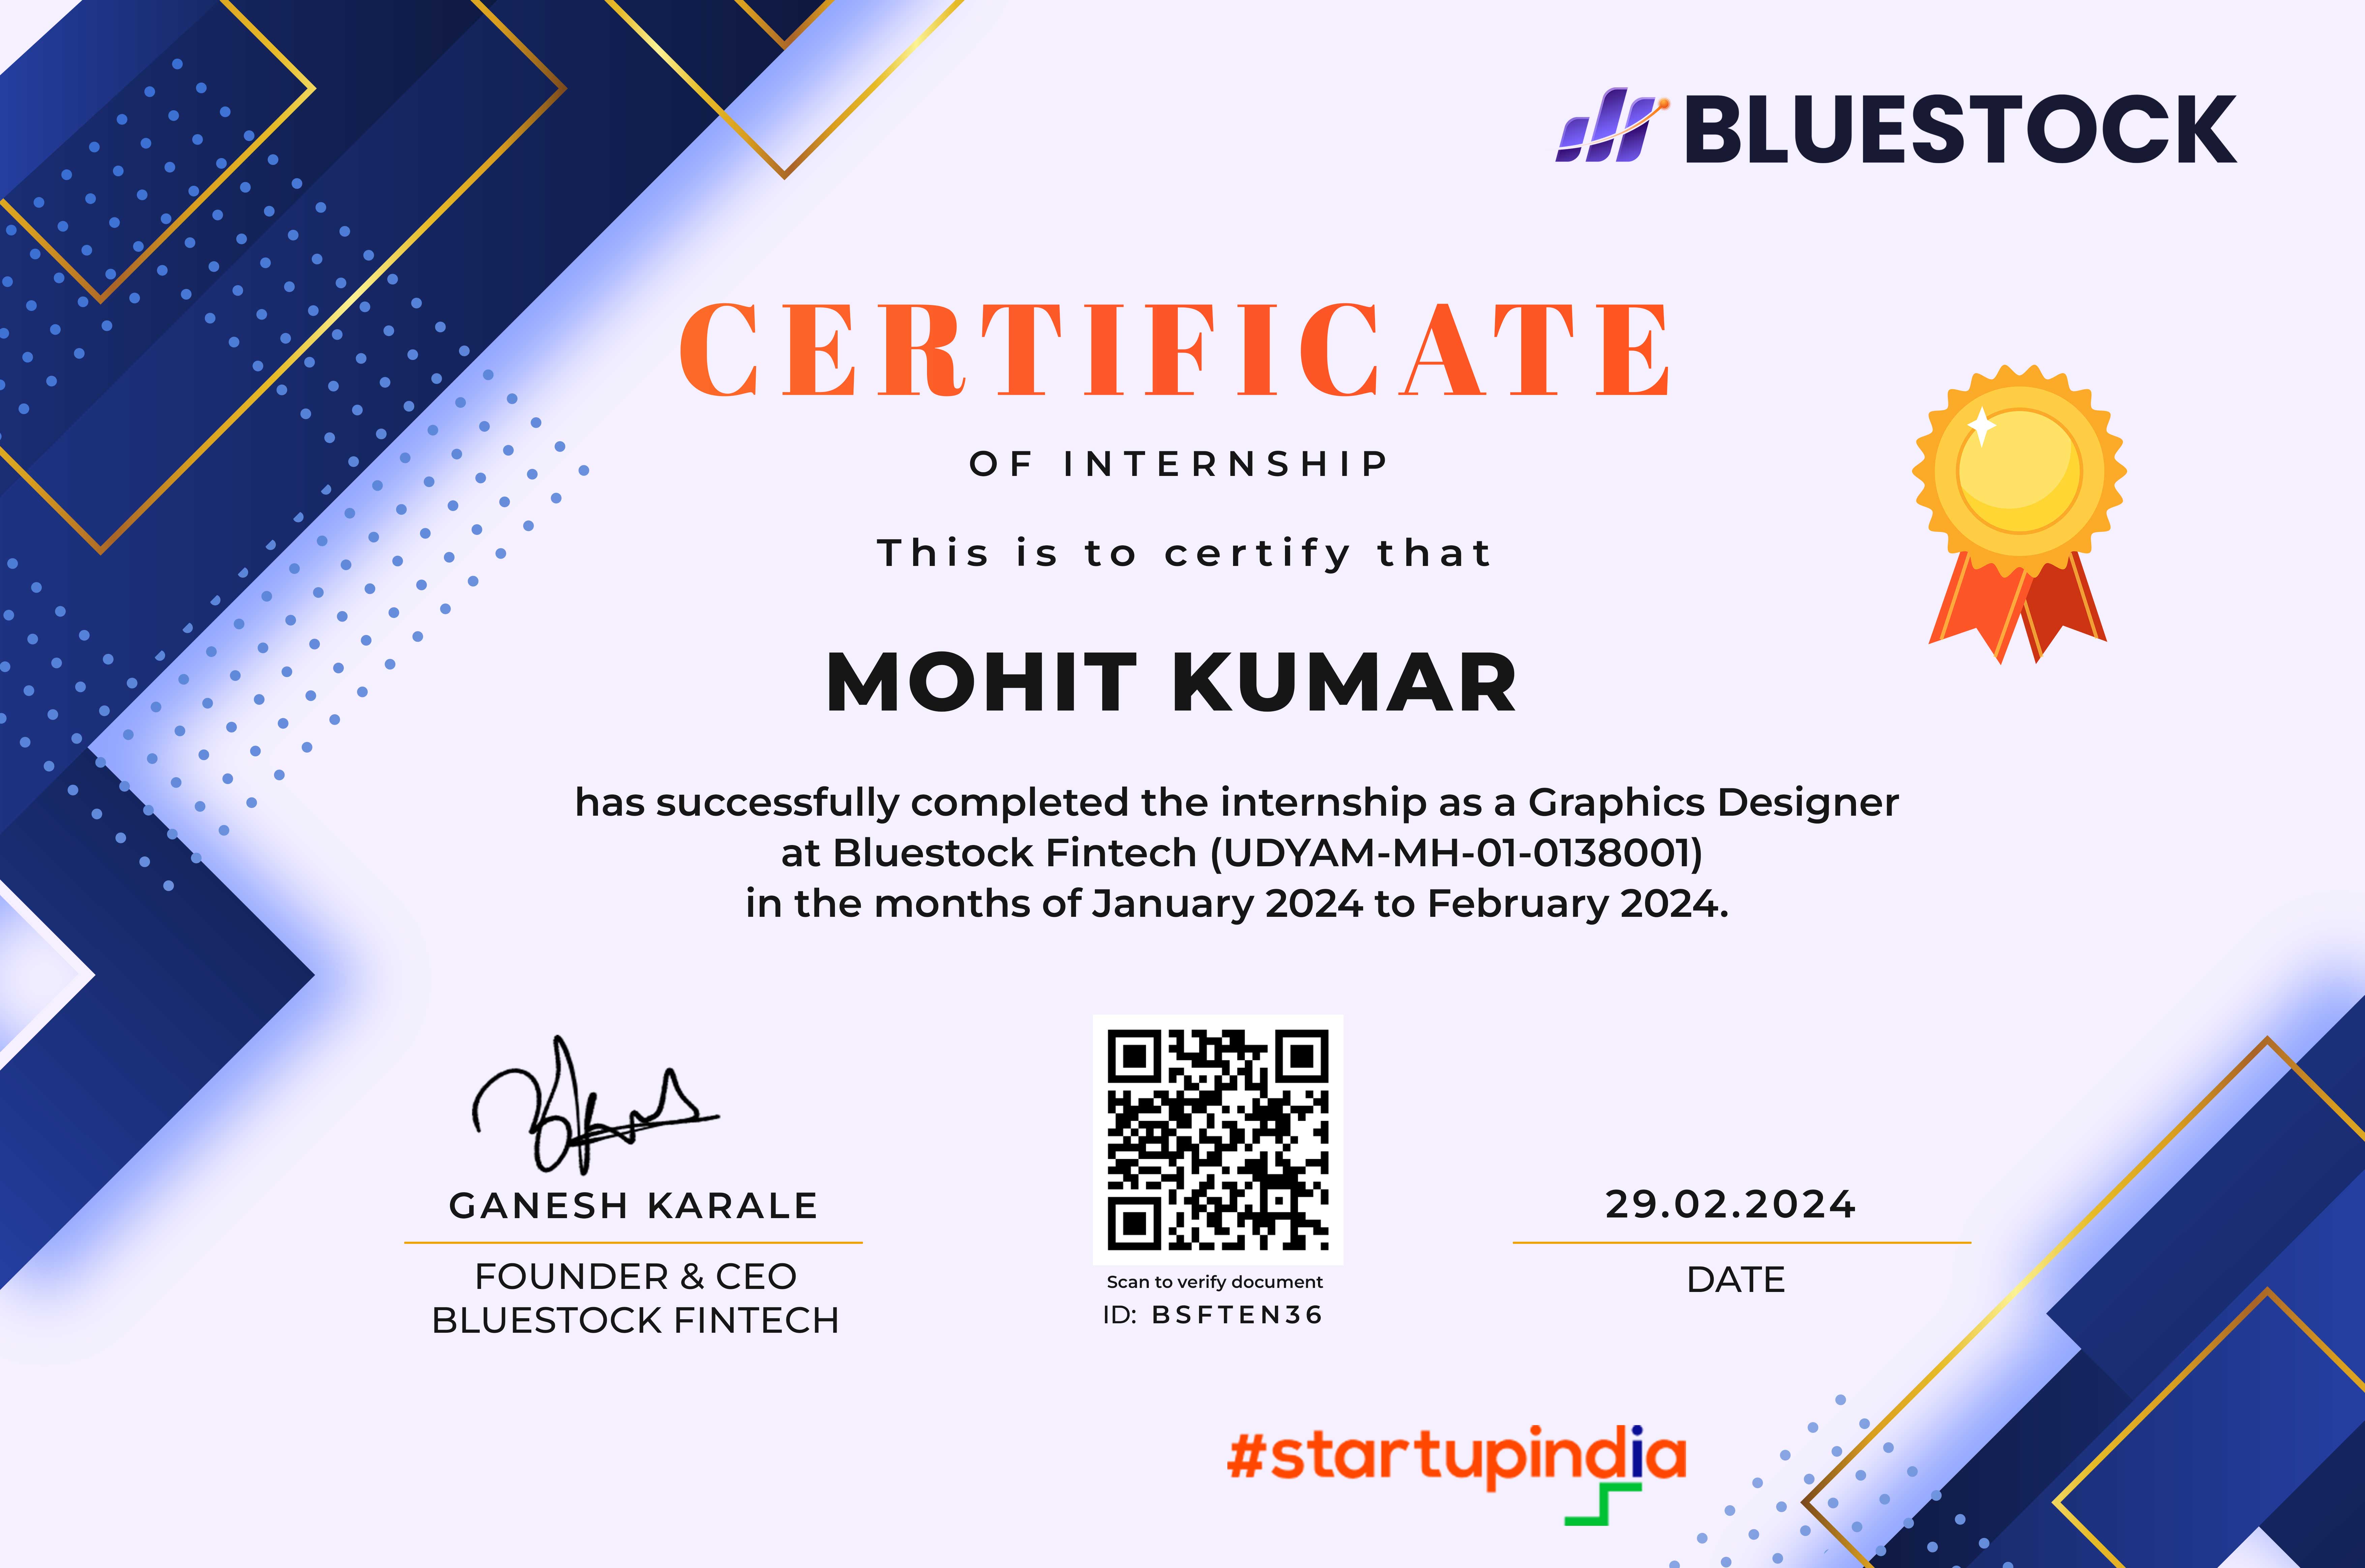 BLUESTOCK
CERTIFICATE
OF INTERNSHIP
This is to certify that
MOHIT KUMAR
has successfully completed the internship as a Graphics Designer
at Bluestock Fintech (UDYAM-MH-01-0138001)
in the months of January 2024 to February 2024.
GANESH KARALE
FOUNDER & CEO
BLUESTOCK FINTECH
Scan to verify document
ID: BSFTEN36
29.02.2024
DATE
#startupindia